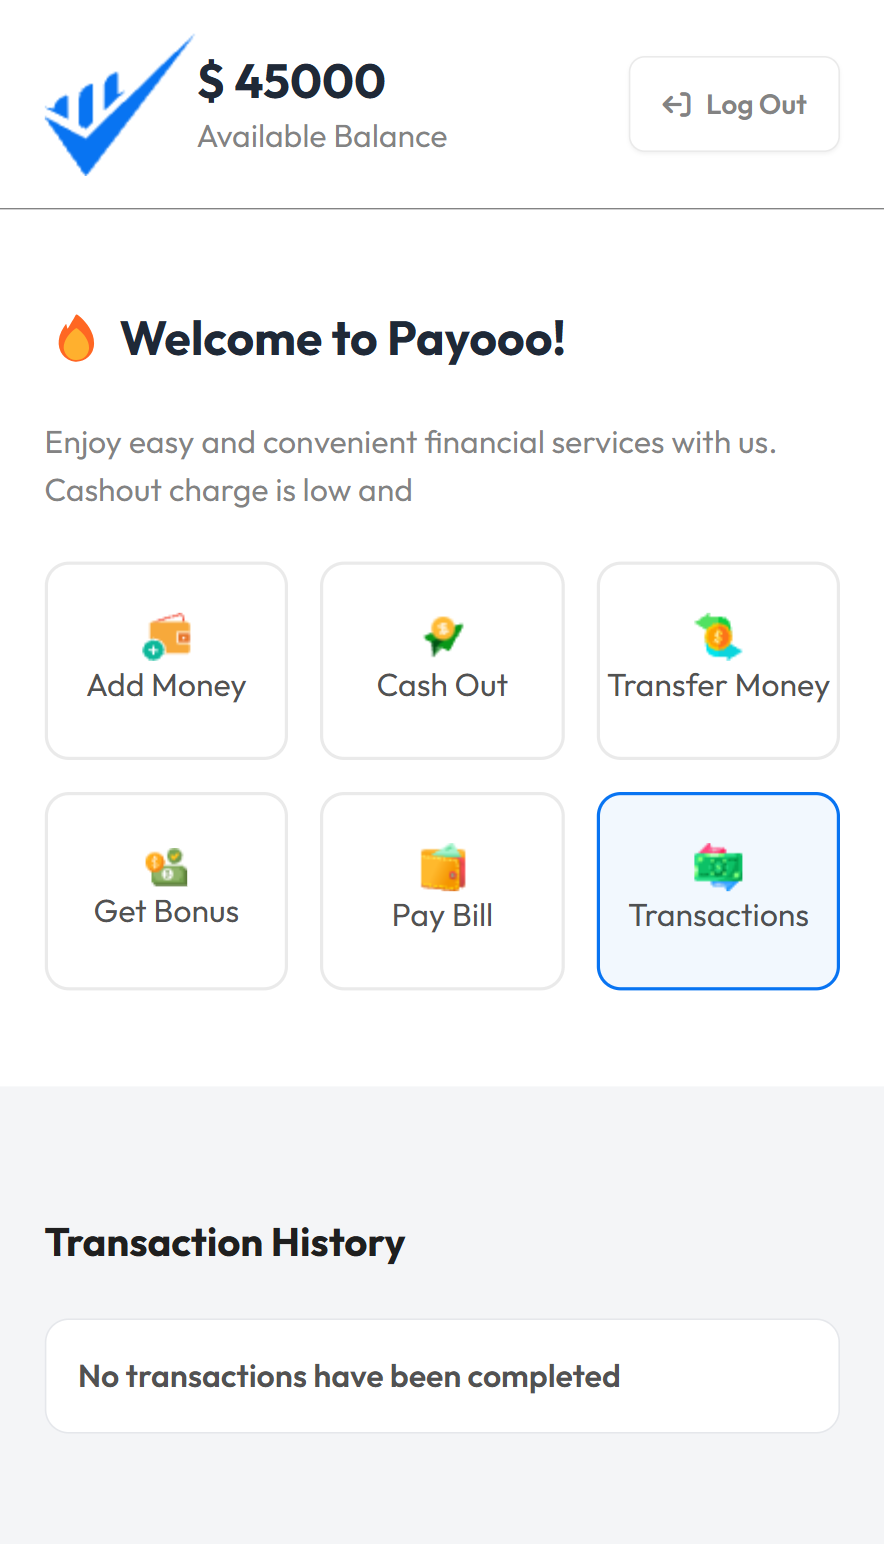 $ 45000
Available Balance
Log Out
Welcome to Payooo!
Enjoy easy and convenient financial services with us.
Cashout charge is low and
Add Money
Cash Out
Transfer Money
Get Bonus
Pay Bill
Transactions
Transaction History
No transactions have been completed